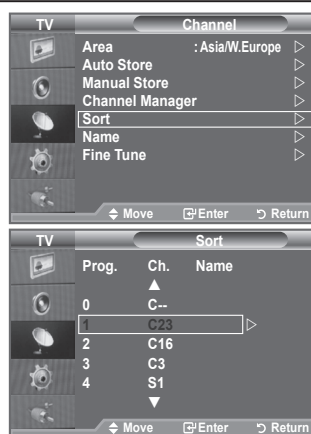 TV Channel
Area : Asia/W.Europe ▷
Auto Store ▷
Manual Store ▷
Channel Manager ▷
Sort ▷
Name ▷
Fine Tune ▷
Move Enter Return
TV Sort
Prog. Ch. Name
▲
0 C--
1 C23 ▷
2 C16
3 C3
4 S1
▼
Move Enter Return